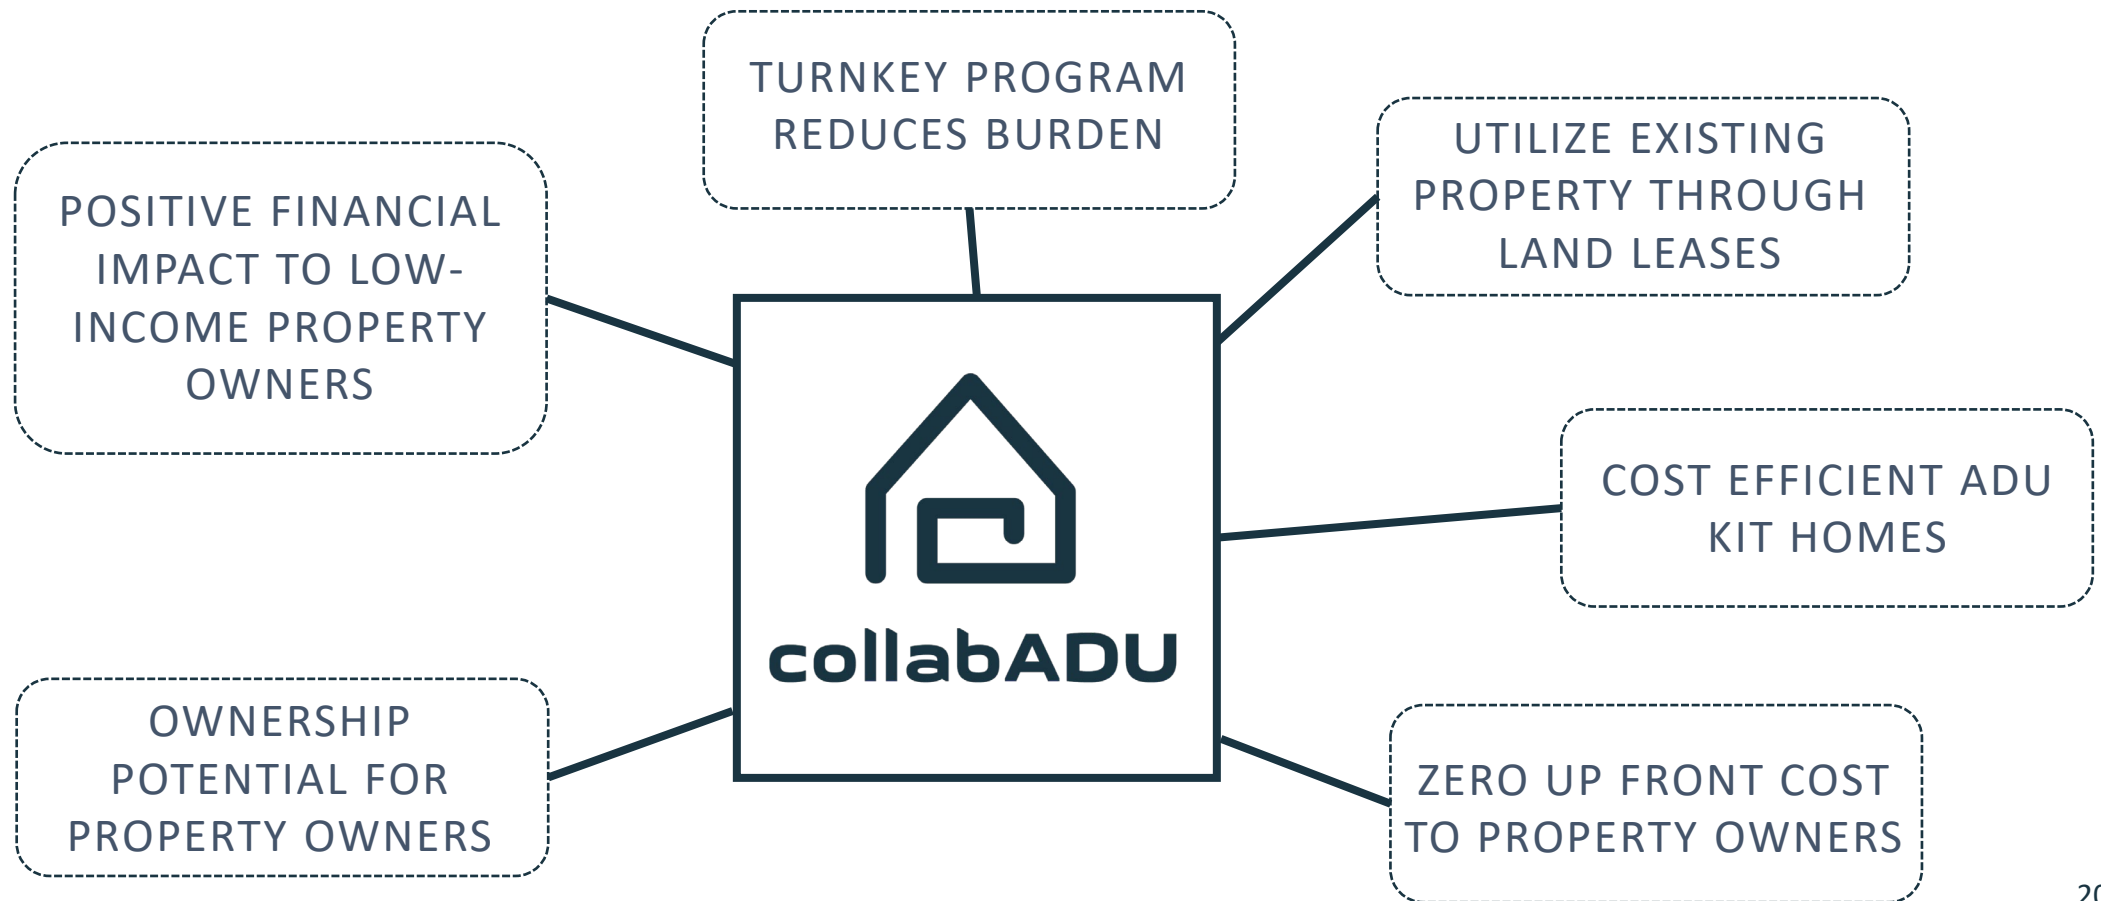 TURNKEY PROGRAM
REDUCES BURDEN
UTILIZE EXISTING
PROPERTY THROUGH
LAND LEASES
POSITIVE FINANCIAL
IMPACT TO LOW-
INCOME PROPERTY
OWNERS
COST EFFICIENT ADU
KIT HOMES
collabADU
OWNERSHIP
POTENTIAL FOR
PROPERTY OWNERS
ZERO UP FRONT COST
TO PROPERTY OWNERS
20